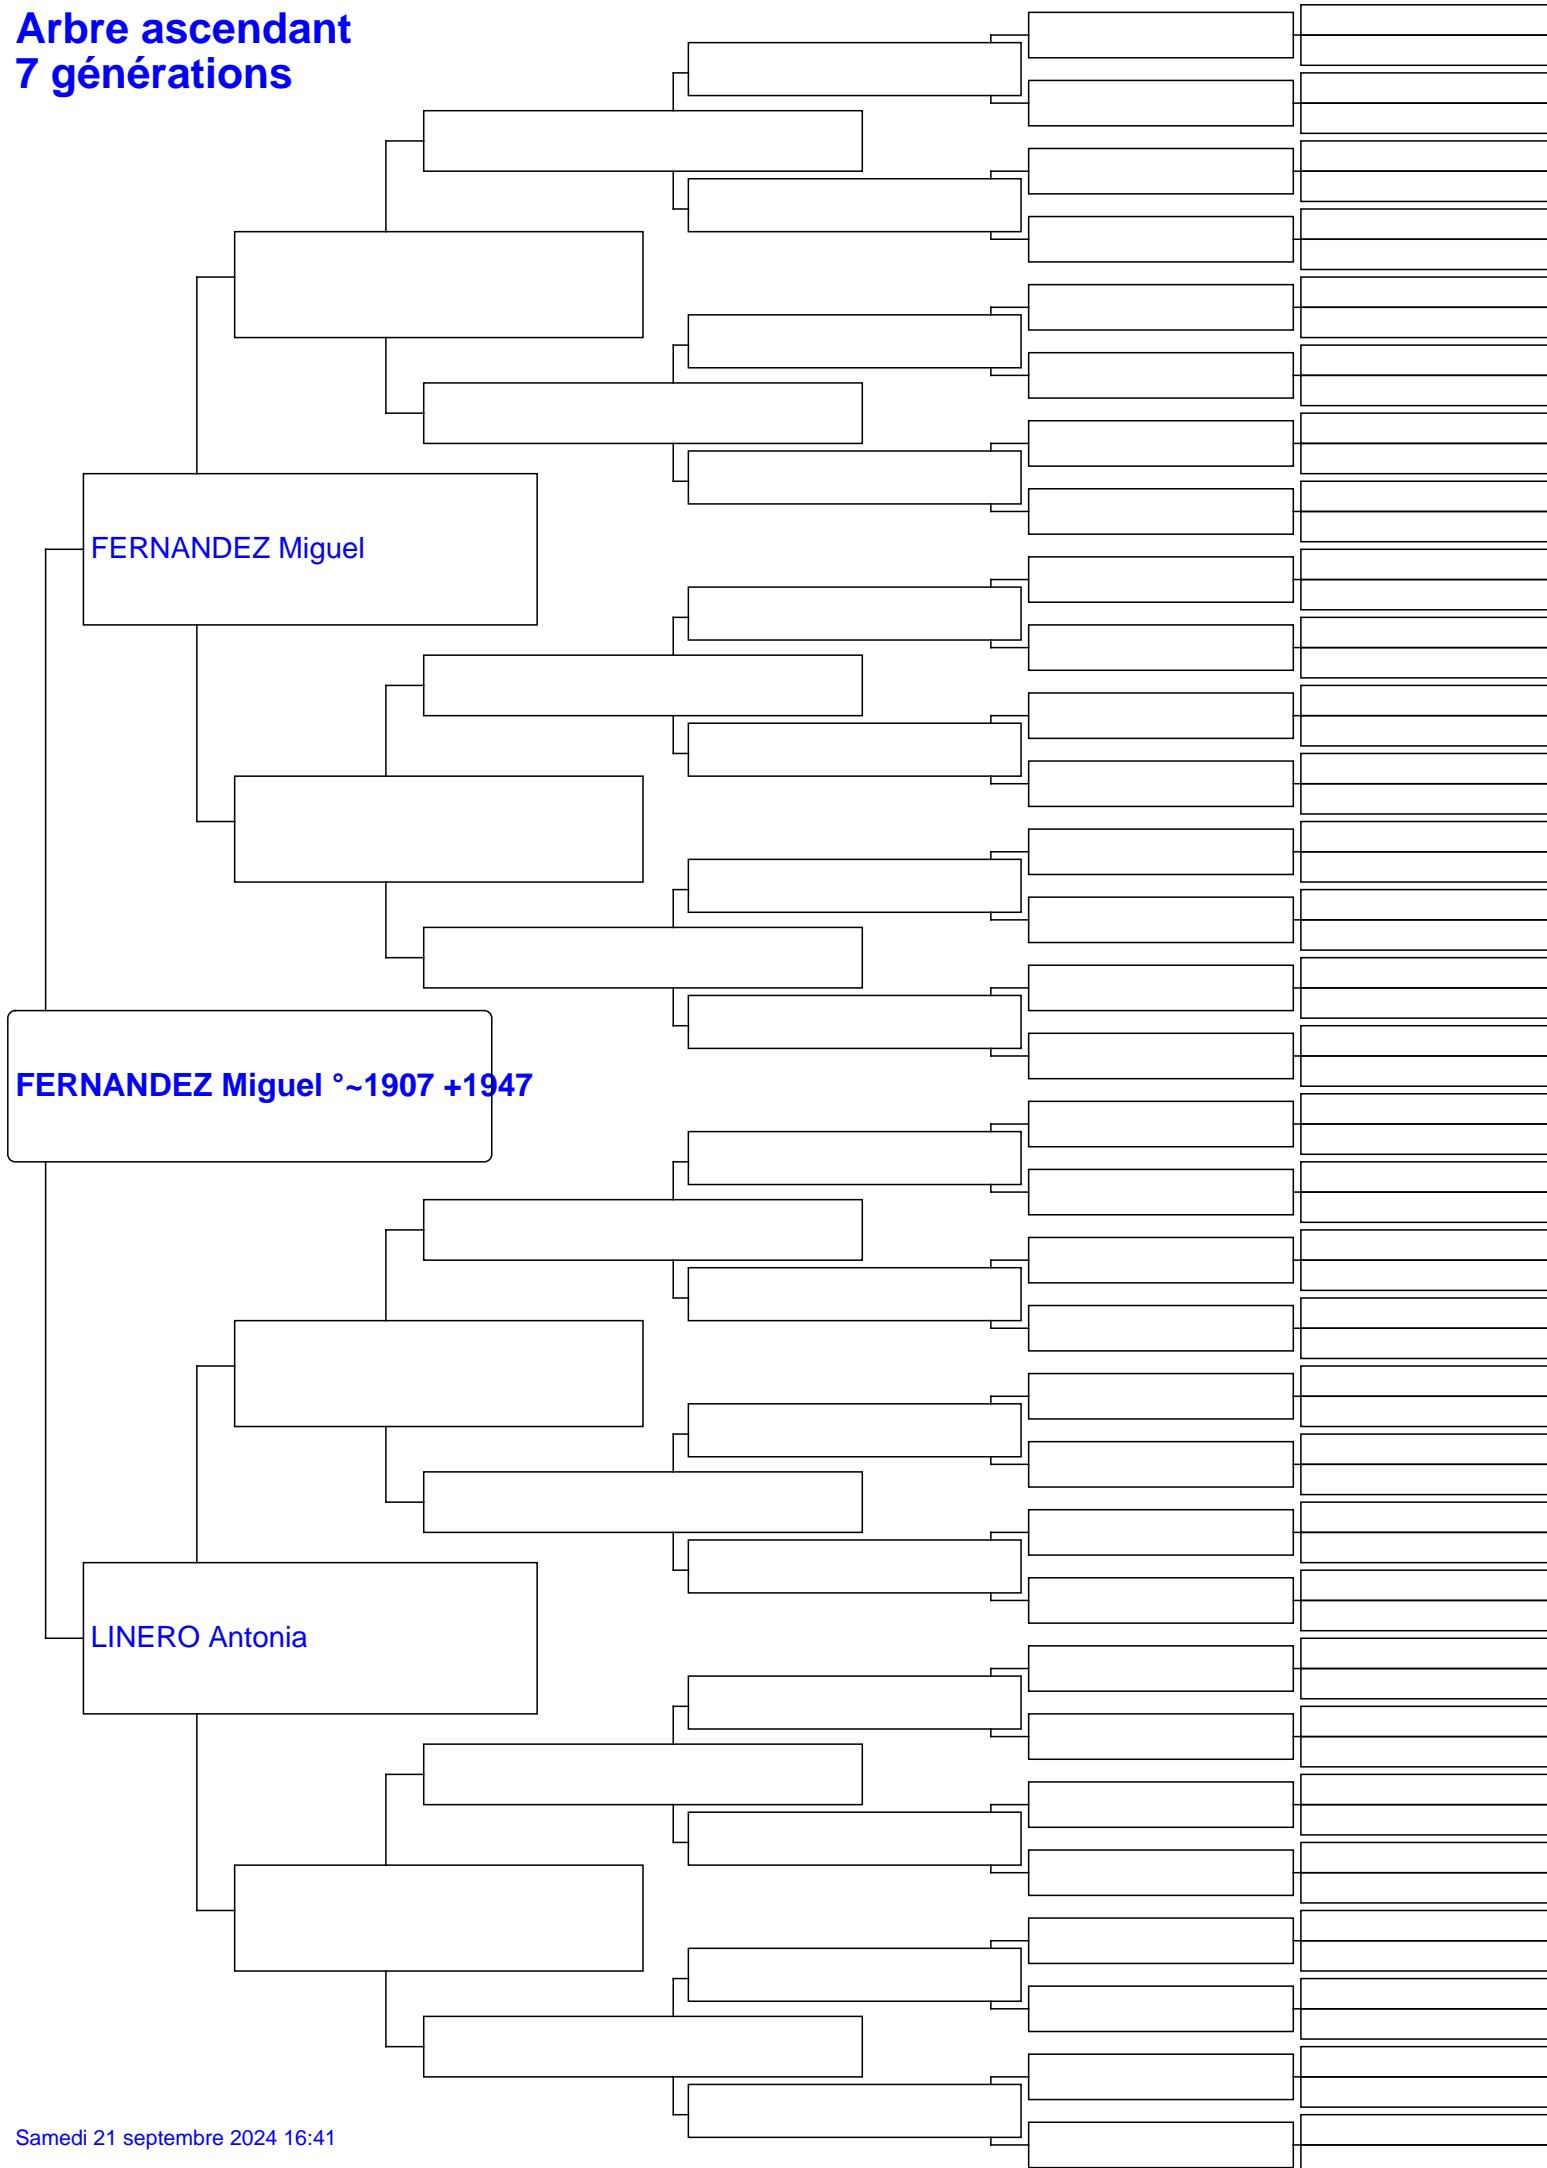 Arbre ascendant
7 générations
FERNANDEZ Miguel
FERNANDEZ Miguel °~1907 +1947
LINERO Antonia
Samedi 21 septembre 2024 16:41